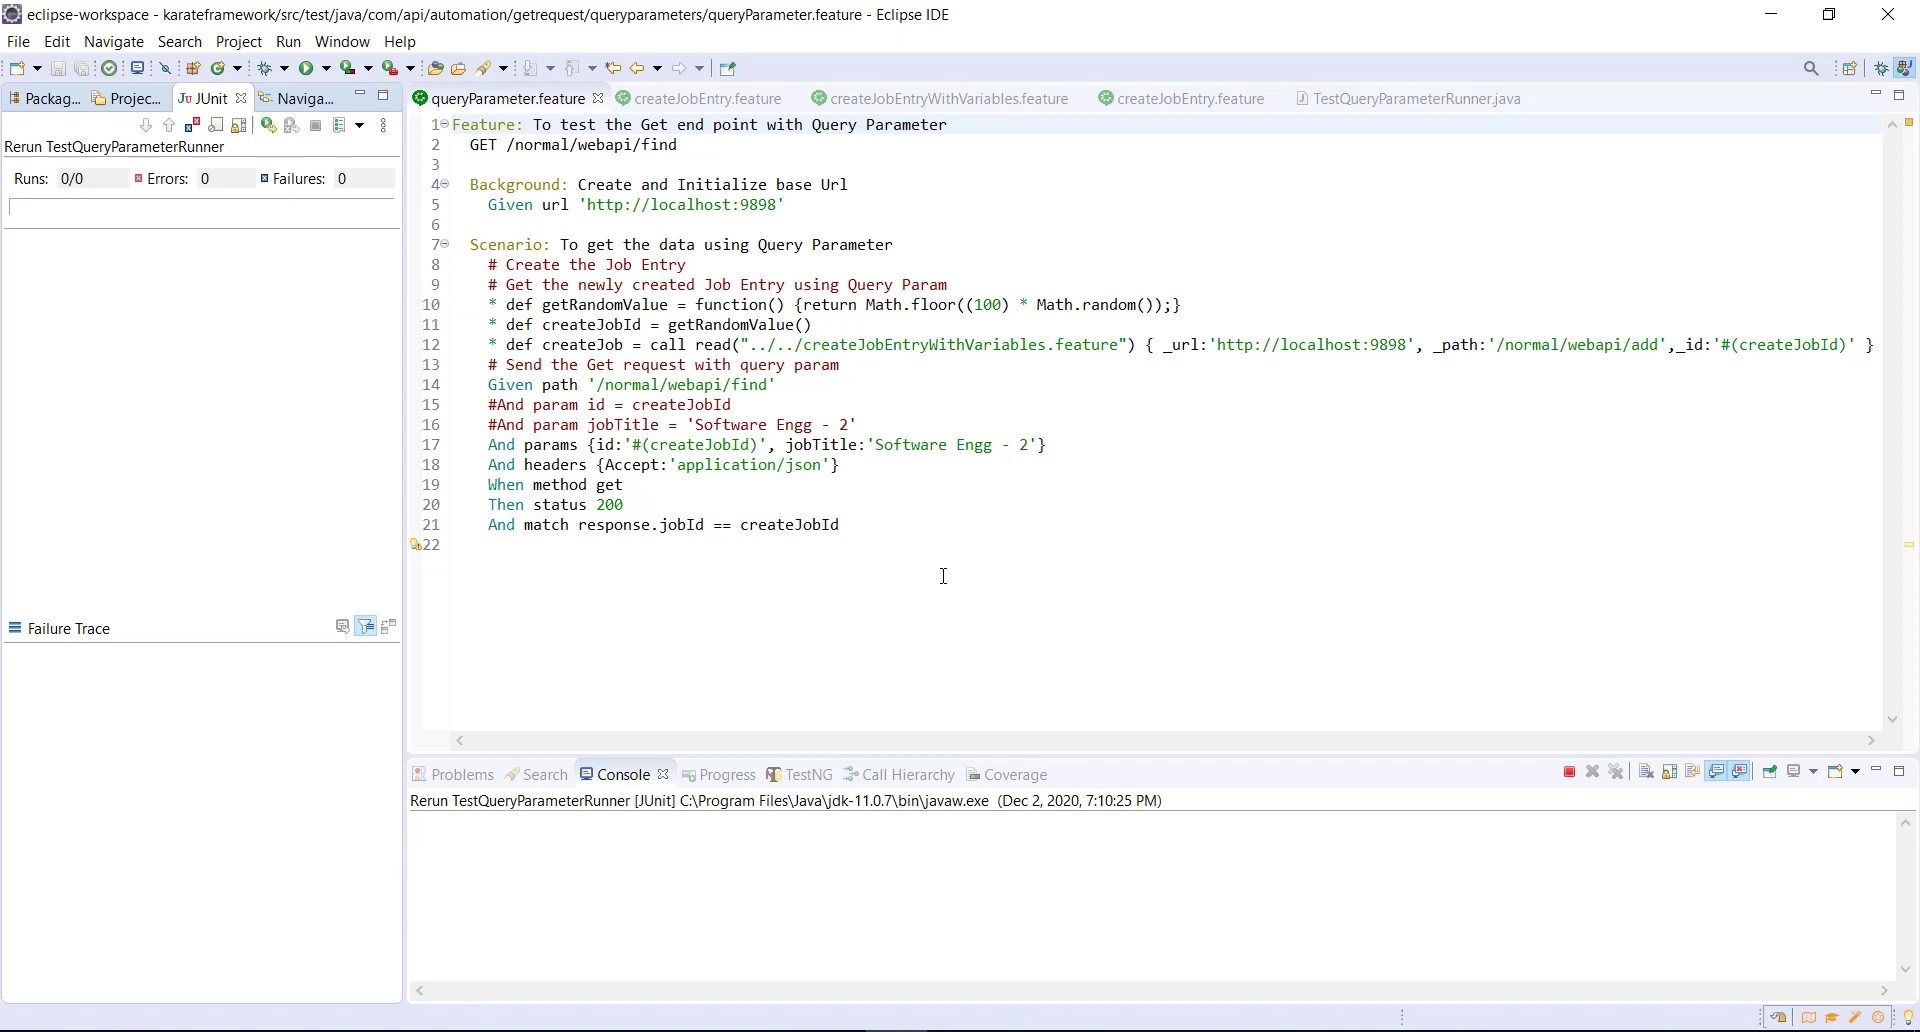 eclipse-workspace - karateframework/src/test/java/com/api/automation/getrequest/queryparameters/queryParameter.feature - Eclipse IDE
File Edit Navigate Search Project Run Window Help
Packag... Projec... JUnit Naviga...
queryParameter.feature createJobEntry.feature createJobEntryWithVariables.feature createJobEntry.feature TestQueryParameterRunner.java
Rerun TestQueryParameterRunner
Runs: 0/0 Errors: 0 Failures: 0
Failure Trace
1 Feature: To test the Get end point with Query Parameter
2 GET /normal/webapi/find
3
4 Background: Create and Initialize base Url
5 Given url 'http://localhost:9898'
6
7 Scenario: To get the data using Query Parameter
8 # Create the Job Entry
9 # Get the newly created Job Entry using Query Param
10 * def getRandomValue = function() {return Math.floor((100) * Math.random());}
11 * def createJobId = getRandomValue()
12 * def createJob = call read("../../createJobEntryWithVariables.feature") { _url:'http://localhost:9898', _path:'/normal/webapi/add',_id:'#(createJobId)' }
13 # Send the Get request with query param
14 Given path '/normal/webapi/find'
15 #And param id = createJobId
16 #And param jobTitle = 'Software Engg - 2'
17 And params {id:'#(createJobId)', jobTitle:'Software Engg - 2'}
18 And headers {Accept:'application/json'}
19 When method get
20 Then status 200
21 And match response.jobId == createJobId
22
Problems Search Console Progress TestNG Call Hierarchy Coverage
Rerun TestQueryParameterRunner [JUnit] C:\Program Files\Java\jdk-11.0.7\bin\javaw.exe (Dec 2, 2020, 7:10:25 PM)